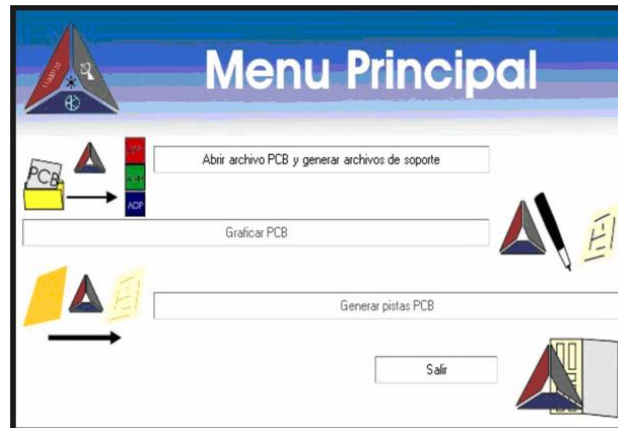 Menu Principal
PCB
Abrir archivo PCB y generar archivos de soporte
ADP
Graficar PCB
Generar pistas PCB
Salir